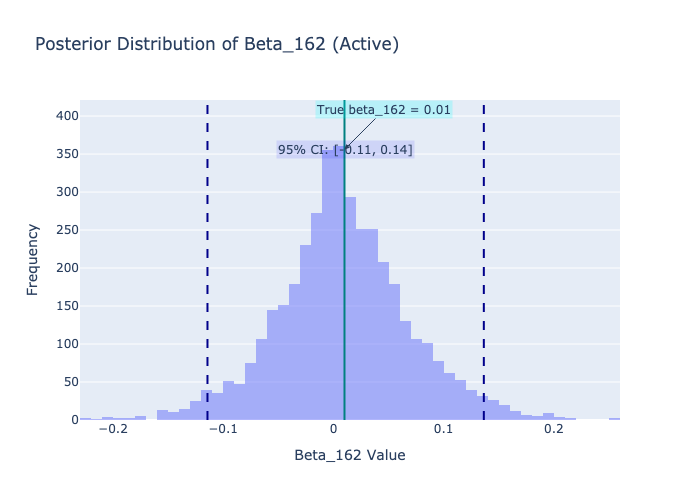 Posterior Distribution of Beta_162 (Active)
True beta_162 = 0.01
95% CI: [-0.11, 0.14]
400
350
300
250
200
150
100
50
0
Frequency
−0.2
−0.1
0
0.1
0.2
Beta_162 Value